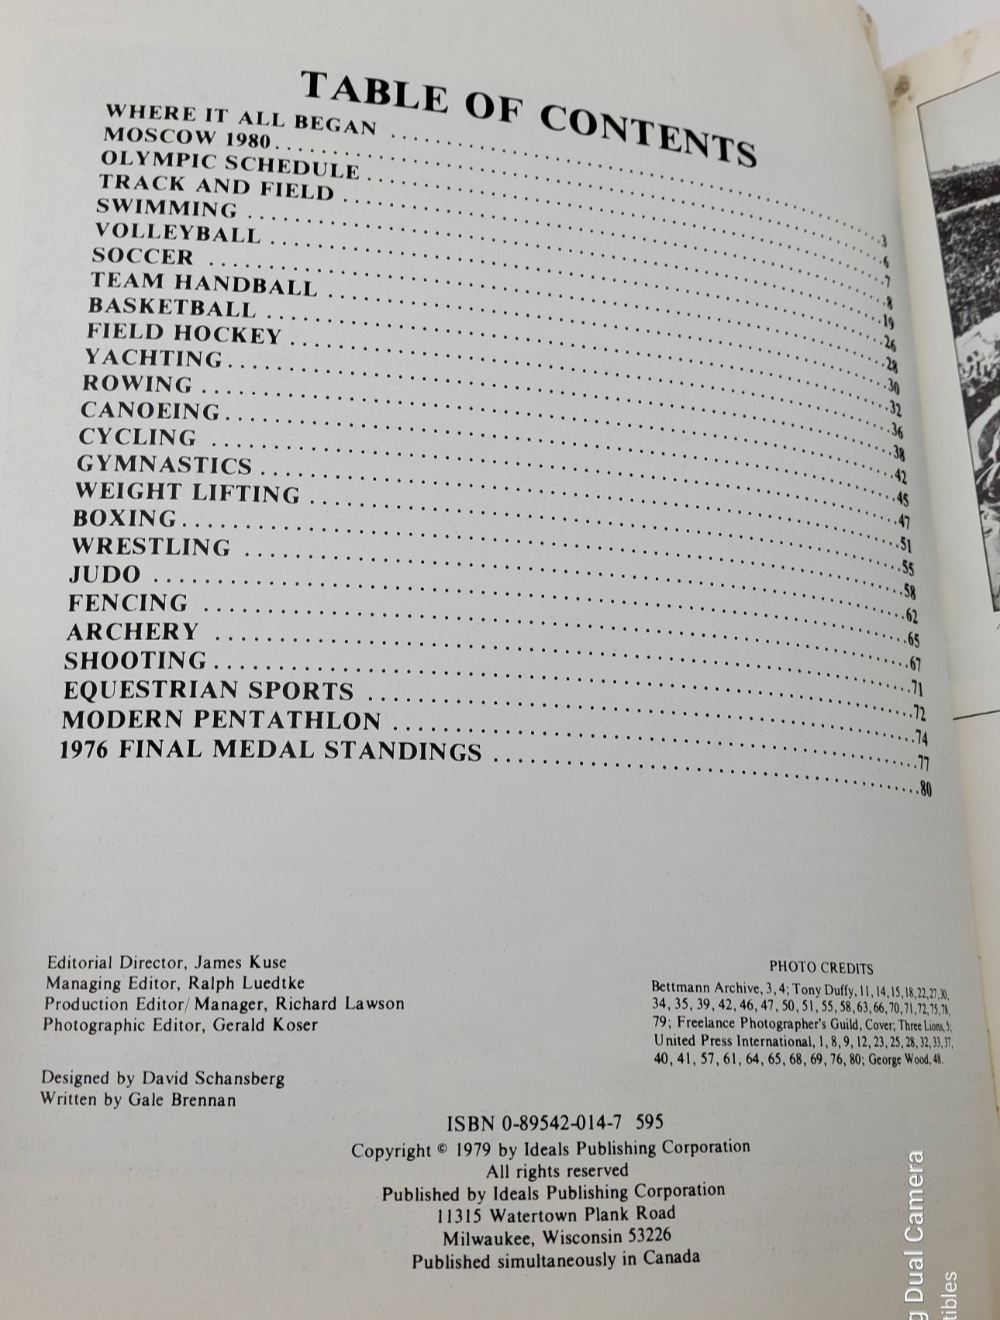 TABLE OF CONTENTS
WHERE IT ALL BEGAN ........ 3
MOSCOW 1980 ........ 6
OLYMPIC SCHEDULE ........ 7
TRACK AND FIELD ........ 8
SWIMMING ........ 19
VOLLEYBALL ........ 26
SOCCER ........ 28
TEAM HANDBALL ........ 30
BASKETBALL ........ 32
FIELD HOCKEY ........ 36
YACHTING ........ 38
ROWING ........ 42
CANOEING ........ 45
CYCLING ........ 47
GYMNASTICS ........ 51
WEIGHT LIFTING ........ 55
BOXING ........ 58
WRESTLING ........ 62
JUDO ........ 65
FENCING ........ 67
ARCHERY ........ 71
SHOOTING ........ 72
EQUESTRIAN SPORTS ........ 74
MODERN PENTATHLON ........ 77
1976 FINAL MEDAL STANDINGS ........ 80
Editorial Director, James Kuse
Managing Editor, Ralph Luedtke
Production Editor/Manager, Richard Lawson
Photographic Editor, Gerald Koser
Designed by David Schansberg
Written by Gale Brennan
PHOTO CREDITS
Bettmann Archive, 3, 4; Tony Duffy, 11, 14, 15, 18, 22, 27, 30,
34, 35, 39, 42, 46, 47, 50, 51, 55, 58, 63, 66, 70, 71, 72, 75, 78,
79; Freelance Photographer's Guild, Cover; Three Lions, 5;
United Press International, 1, 8, 9, 12, 23, 25, 28, 32, 33, 37,
40, 41, 57, 61, 64, 65, 68, 69, 76, 80; George Wood, 48.
ISBN 0-89542-014-7 595
Copyright © 1979 by Ideals Publishing Corporation
All rights reserved
Published by Ideals Publishing Corporation
11315 Watertown Plank Road
Milwaukee, Wisconsin 53226
Published simultaneously in Canada
g Dual Camera
tibles